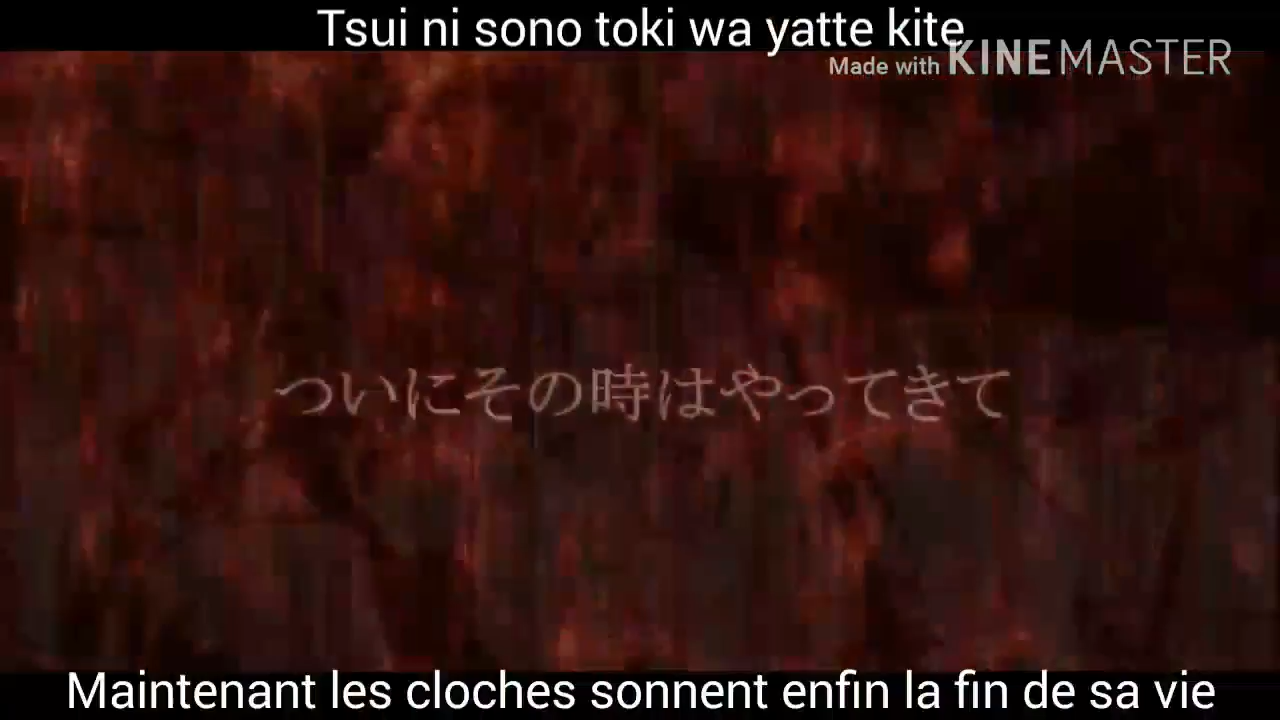 Tsui ni sono toki wa yatte kite
Made with KINEMASTER
ついにその時はやってきて
Maintenant les cloches sonnent enfin la fin de sa vie